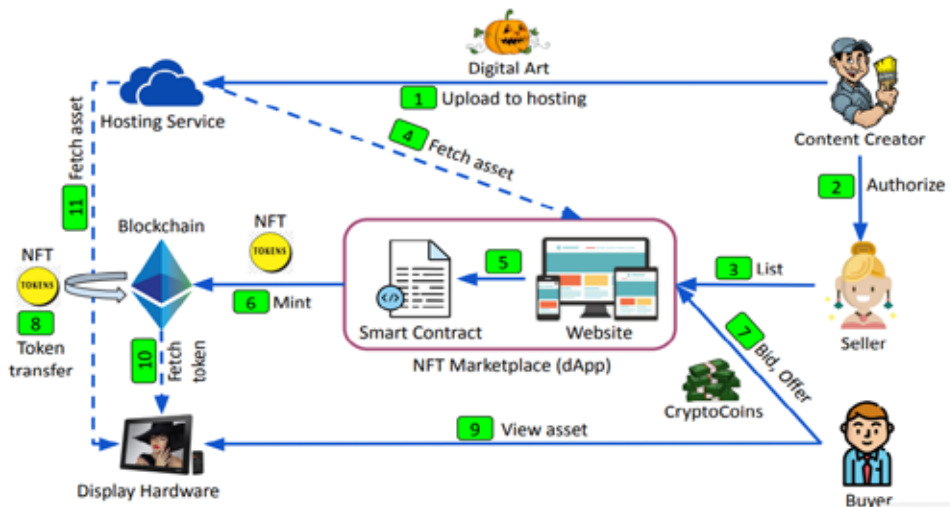 Digital Art
1 Upload to hosting
Hosting Service
Content Creator
4 Fetch asset
11 Fetch asset
2 Authorize
Blockchain
NFT
TOKENS
NFT
TOKENS
8
Token
transfer
6 Mint
5
Smart Contract
Website
NFT Marketplace (dApp)
3 List
Seller
7 Bid, Offer
CryptoCoins
10 Fetch
token
9 View asset
Display Hardware
Buyer